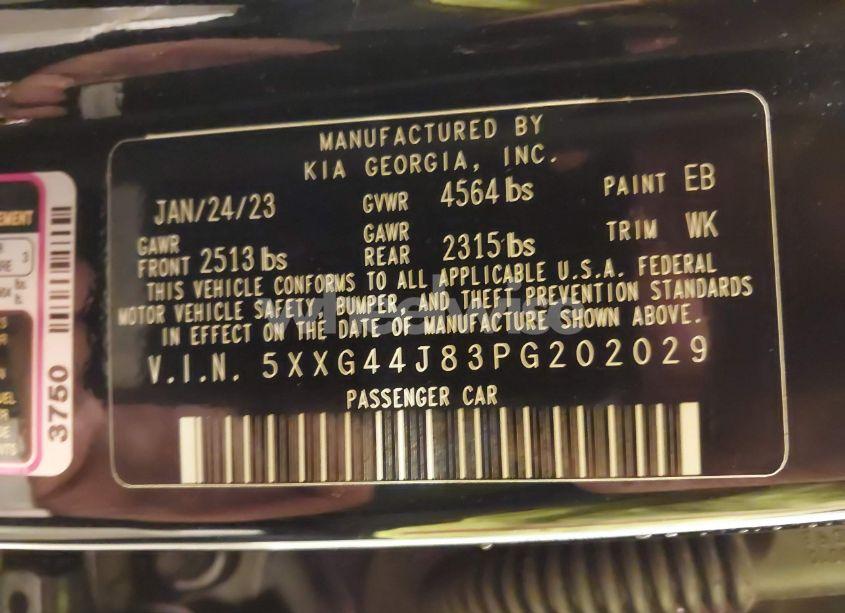 MANUFACTURED BY
KIA GEORGIA, INC.
JAN/24/23 GVWR 4564 lbs PAINT EB
GAWR FRONT 2513 lbs GAWR REAR 2315 lbs TRIM WK
THIS VEHICLE CONFORMS TO ALL APPLICABLE U.S.A. FEDERAL
MOTOR VEHICLE SAFETY, BUMPER, AND THEFT PREVENTION STANDARDS
IN EFFECT ON THE DATE OF MANUFACTURE SHOWN ABOVE.
V.I.N. 5XXG44J83PG202029
PASSENGER CAR
3750